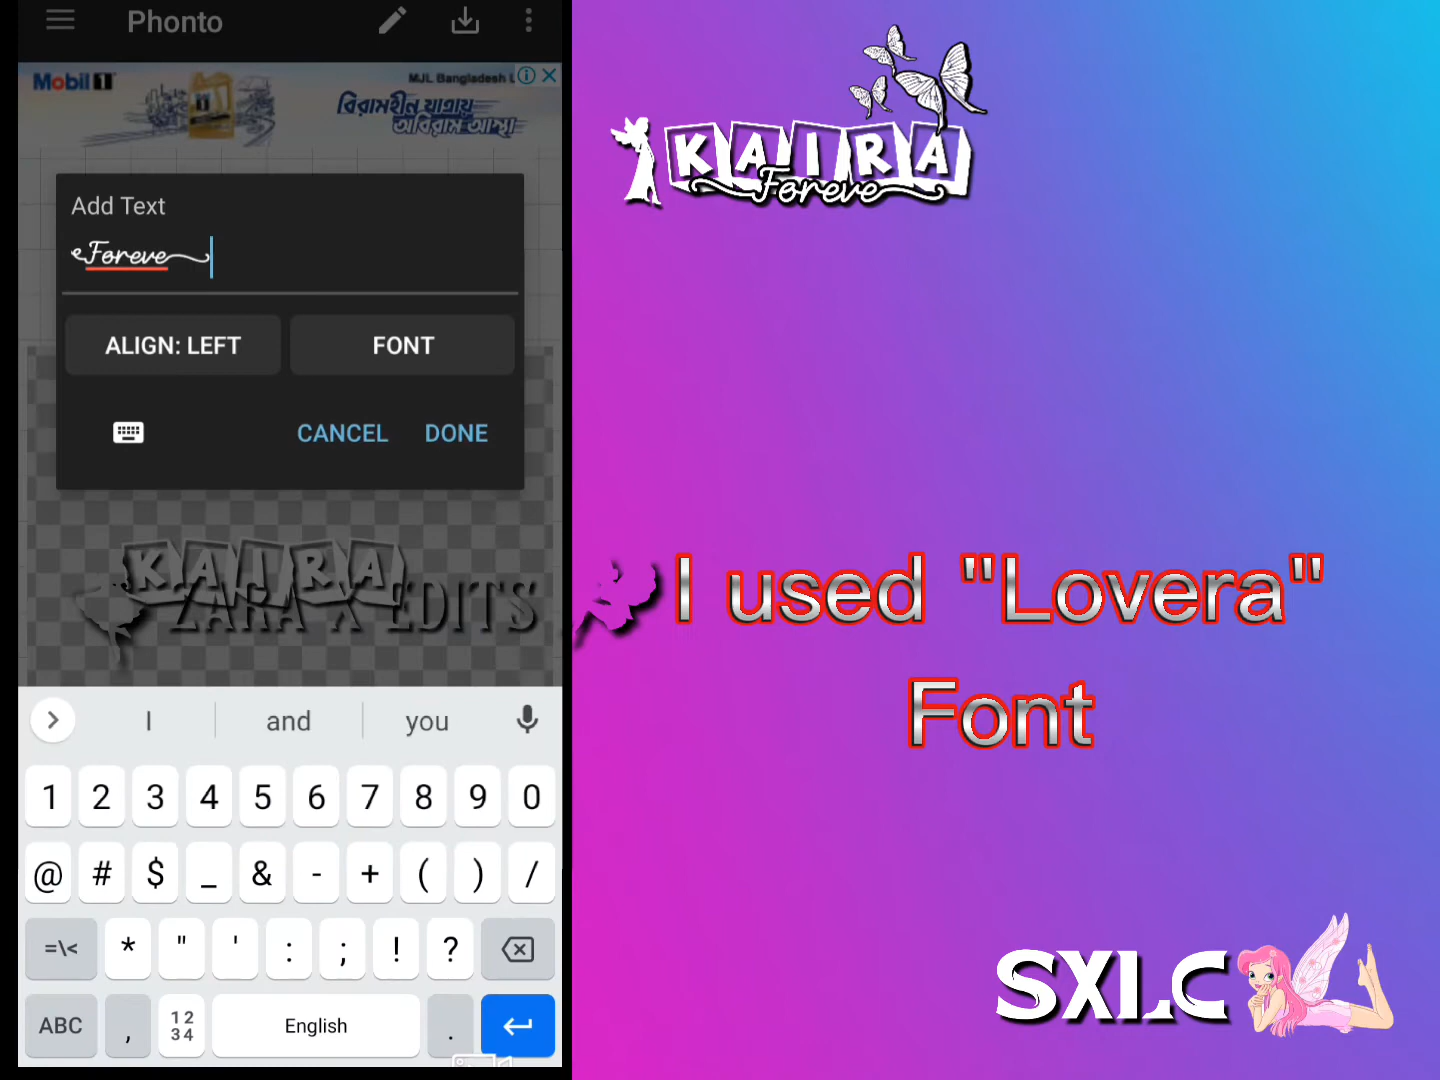 Phonto
Mobil 1
MJL Bangladesh L
বিরামহীন যাত্রায়
অবিরাম আস্থা
Add Text
Foreve
ALIGN: LEFT FONT
CANCEL DONE
KAIRA
ZARA X EDITS
I and you
1 2 3 4 5 6 7 8 9 0
@ # $ _ & - + ( ) /
=\< * " ' : ; ! ?
ABC , 12 34 English .
KAIRA
Foreve
I used "Lovera"
Font
SXLC